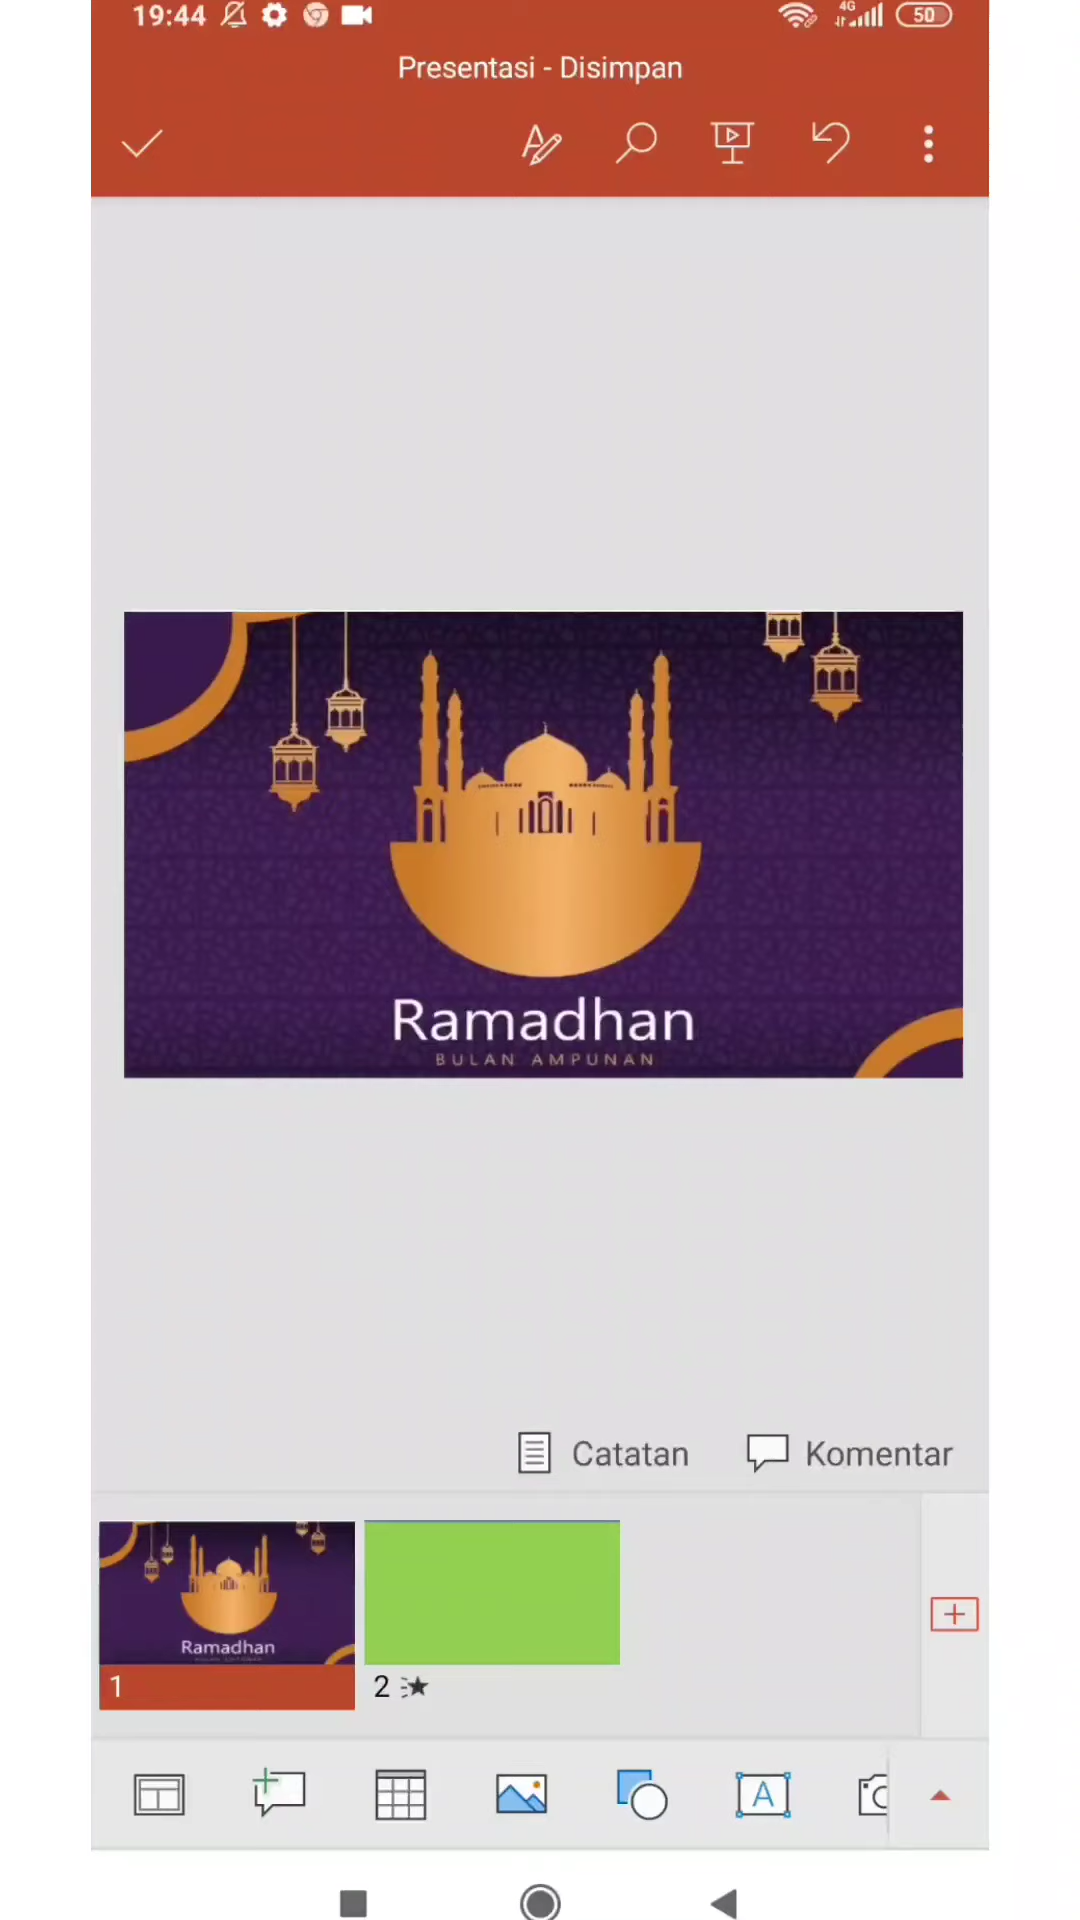 19:44
4G
50
Presentasi - Disimpan
Ramadhan
BULAN AMPUNAN
Catatan
Komentar
Ramadhan
1
2
A